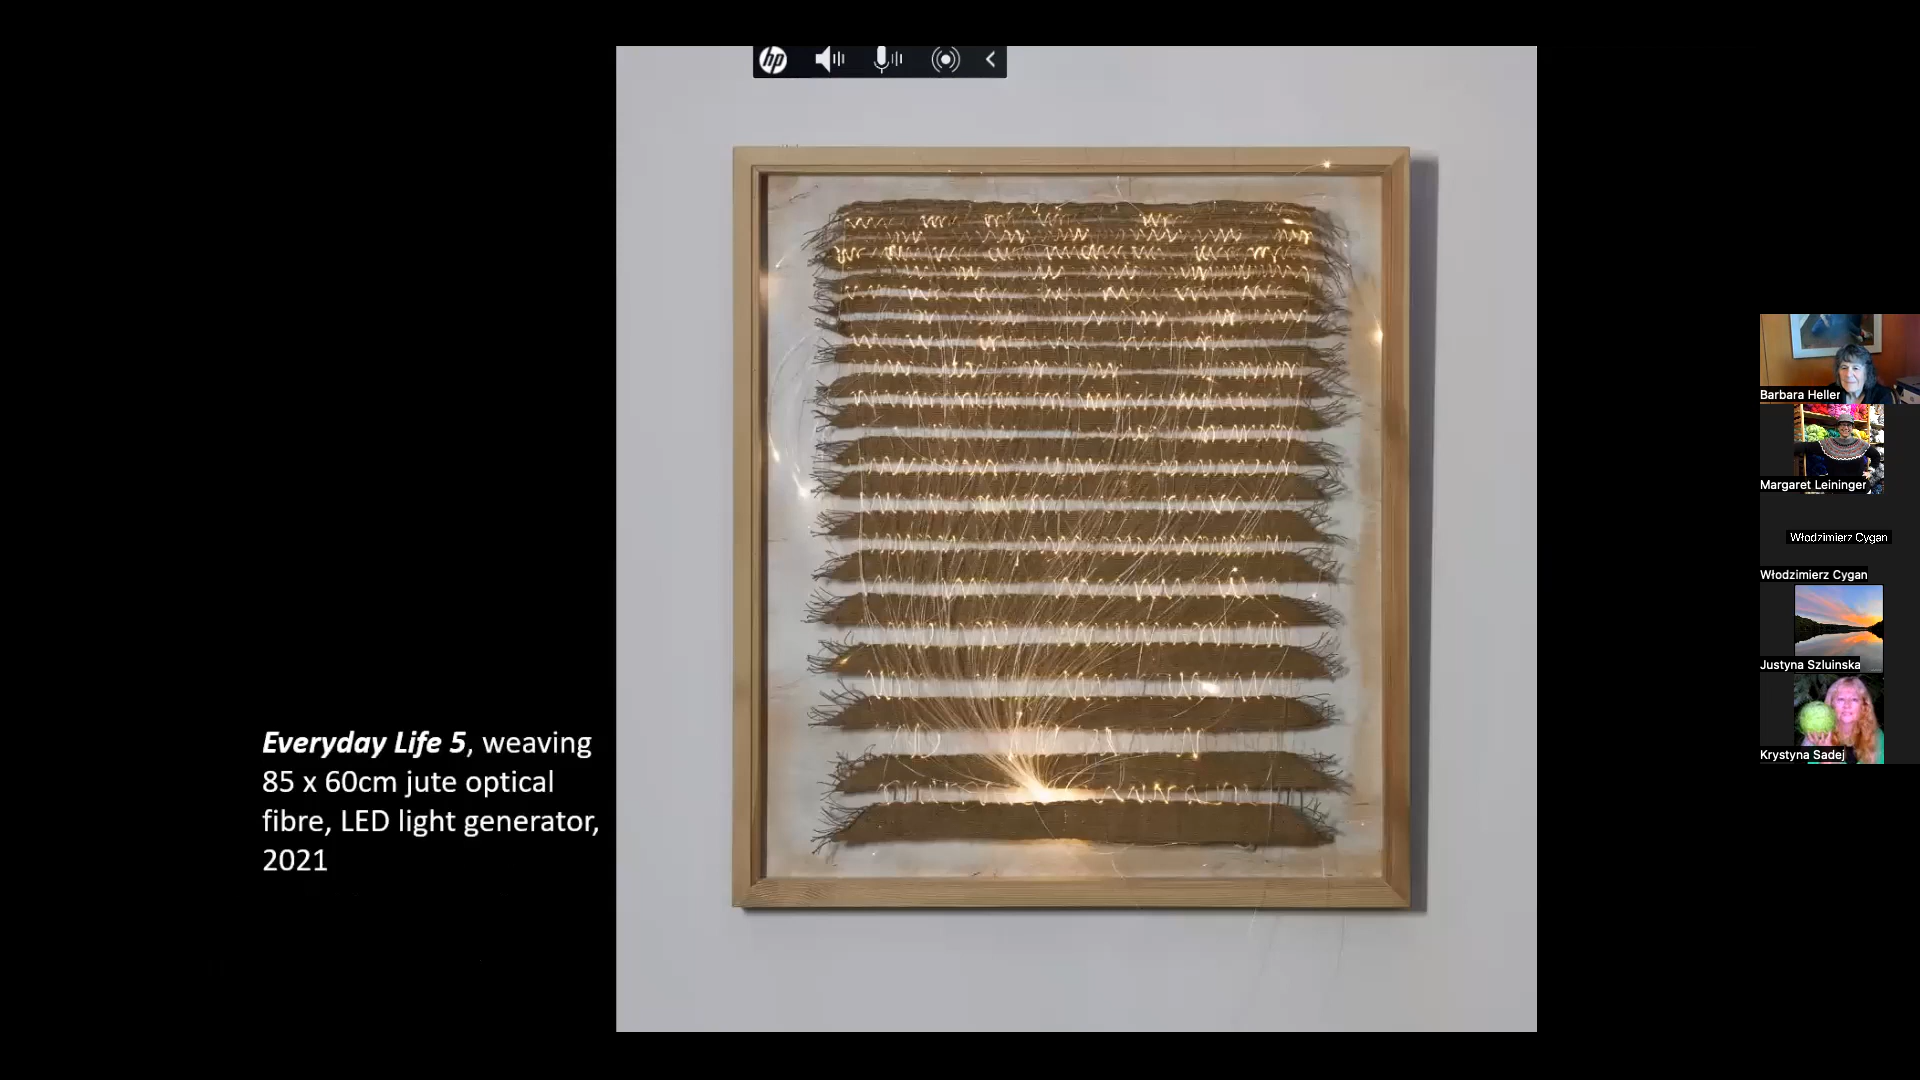 hp
Everyday Life 5, weaving
85 x 60cm jute optical
fibre, LED light generator,
2021
Barbara Heller
Margaret Leininger
Włodzimierz Cygan
Włodzimierz Cygan
Justyna Szluinska
Krystyna Sadej